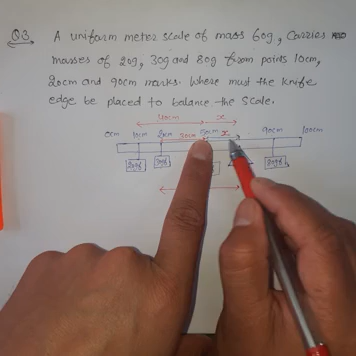 Q3. A uniform meter scale of mass 60g, Carries
masses of 20g, 30g and 80g from points 10cm,
20cm and 90cm marks. Where must the knife
edge be placed to balance the scale.
40cm x
0cm 10cm 20cm 30cm 50cm x 90cm 100cm
20g 30g 80g